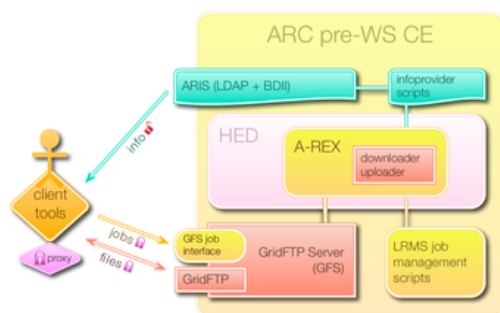 ARC pre-WS CE
ARIS (LDAP + BDII)
infoprovider
scripts
info
HED
A-REX
downloader
uploader
client
tools
proxy
jobs
files
GFS job
interface
GridFTP
GridFTP Server
(GFS)
LRMS job
management
scripts